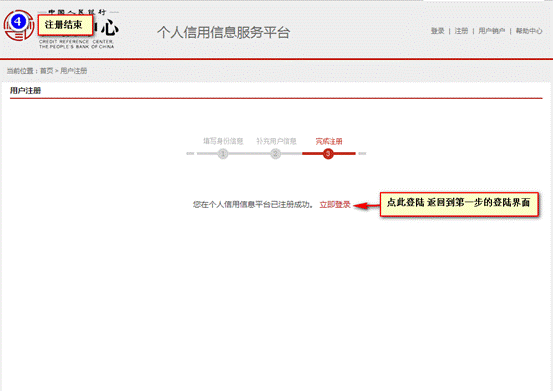 4 注册结束
中国人民银行
心
CREDIT REFERENCE CENTER,
THE PEOPLE'S BANK OF CHINA
个人信用信息服务平台
登录 | 注册 | 用户销户 | 帮助中心
当前位置：首页 > 用户注册
用户注册
填写身份信息 补充用户信息 完成注册
1 2 3
您在个人信用信息平台已注册成功。 立即登录
点此登陆 返回到第一步的登陆界面